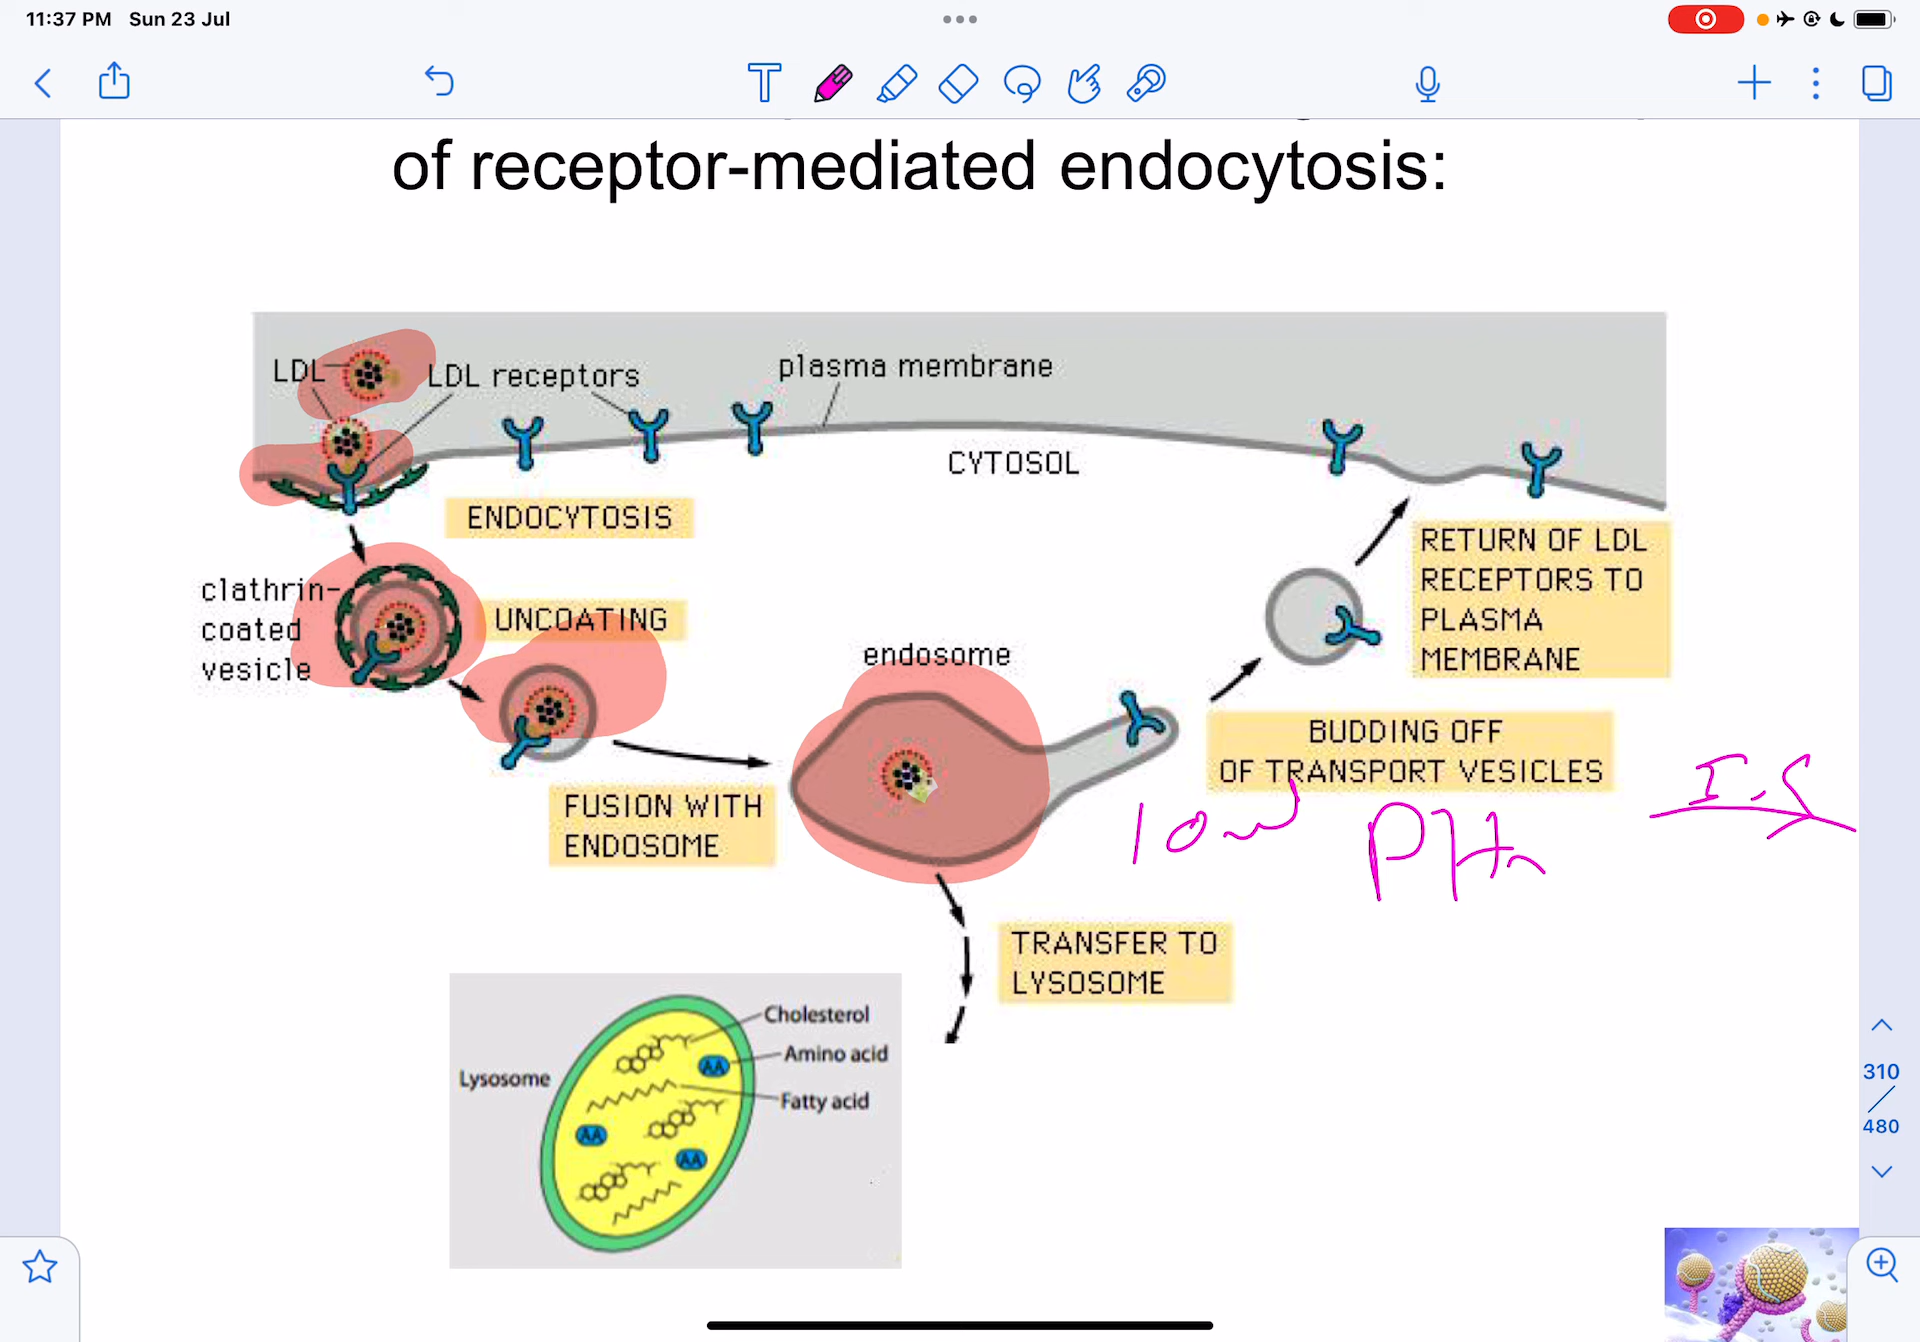 11:37 PM Sun 23 Jul
of receptor-mediated endocytosis:
LDL
LDL receptors
plasma membrane
CYTOSOL
ENDOCYTOSIS
clathrin-
coated
vesicle
UNCOATING
FUSION WITH
ENDOSOME
endosome
RETURN OF LDL
RECEPTORS TO
PLASMA
MEMBRANE
BUDDING OFF
OF TRANSPORT VESICLES
low PH
I.S
TRANSFER TO
LYSOSOME
Lysosome
Cholesterol
Amino acid
Fatty acid
AA
AA
AA
310
480